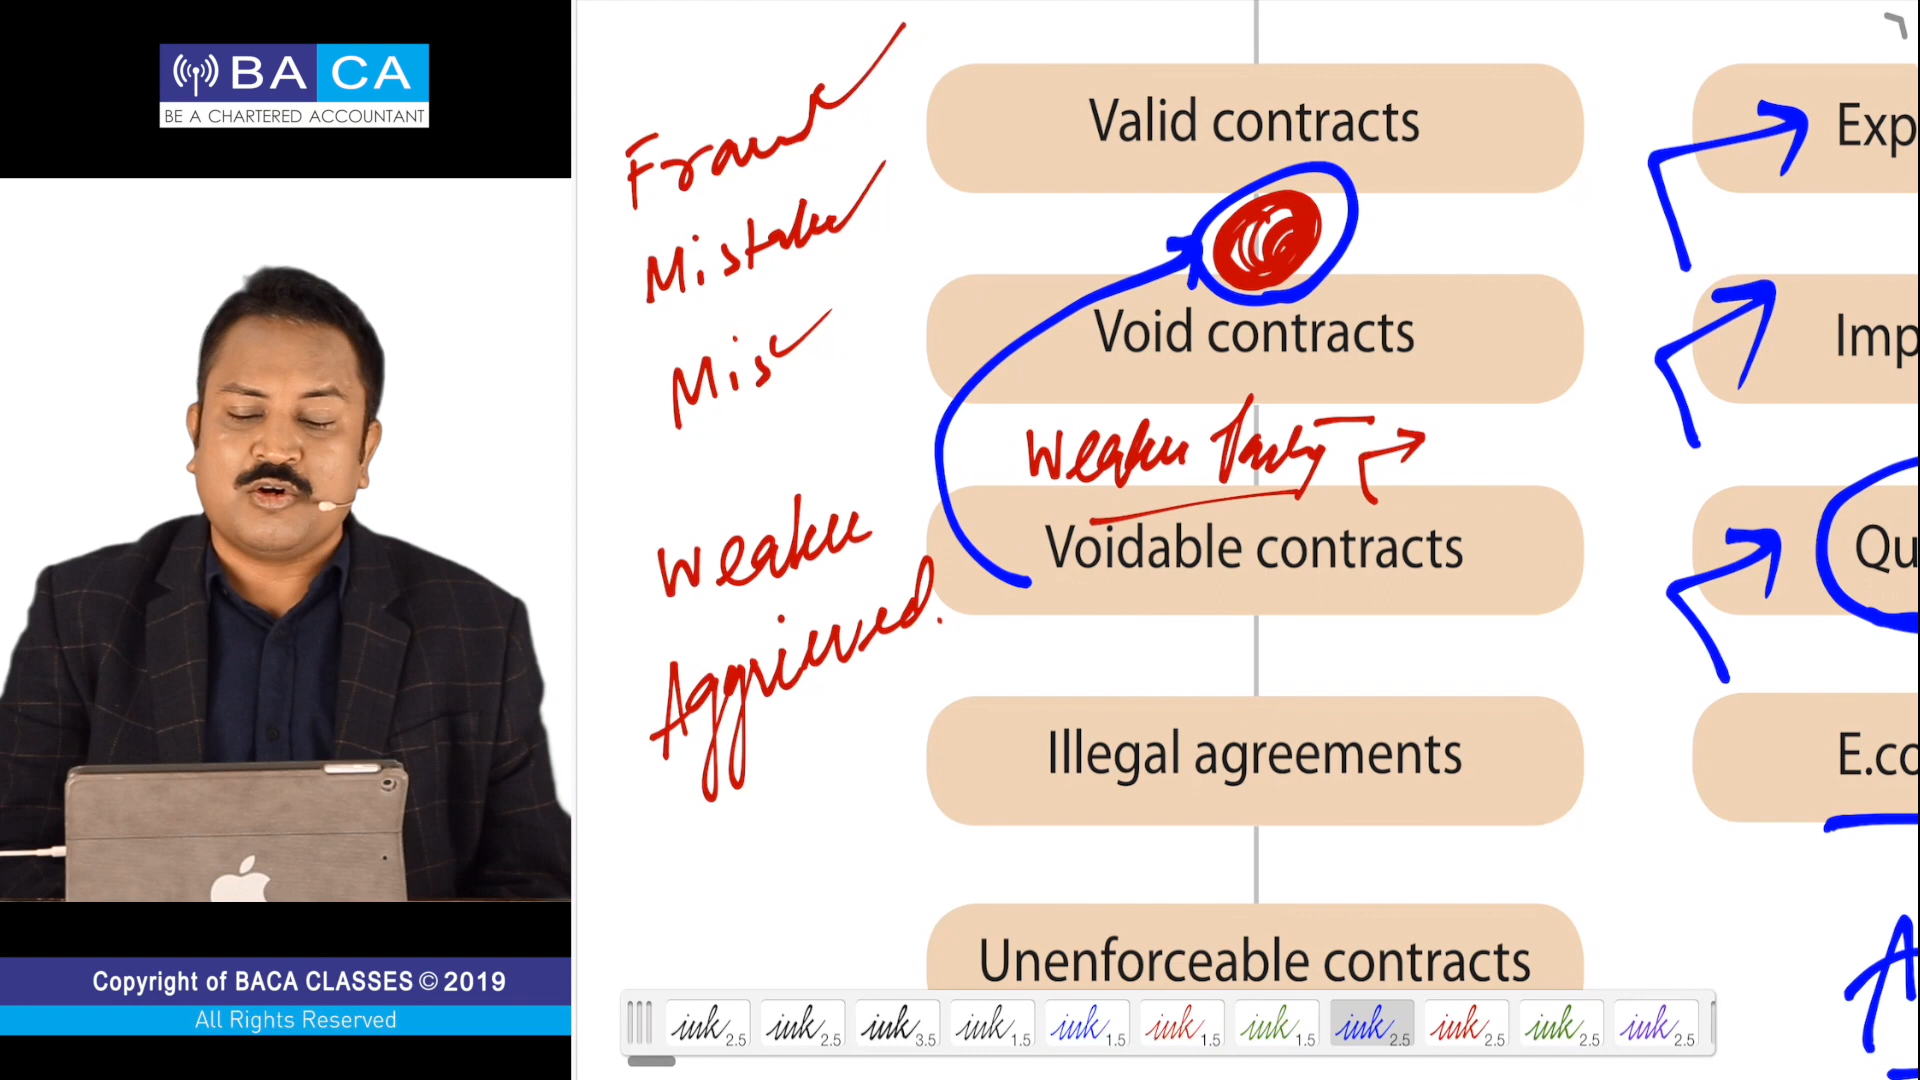 BA CA
BE A CHARTERED ACCOUNTANT
Valid contracts
Exp
Mistake
Void contracts
Imp
Mis
Weaker Party
Voidable contracts
Qu
Weaker
Aggrieved.
Illegal agreements
E.co
Unenforceable contracts
A
Copyright of BACA CLASSES © 2019
All Rights Reserved
ink 2.5 ink 2.5 ink 3.5 ink 1.5 ink 1.5 ink 1.5 ink 1.5 ink 2.5 ink 2.5 ink 2.5 ink 2.5